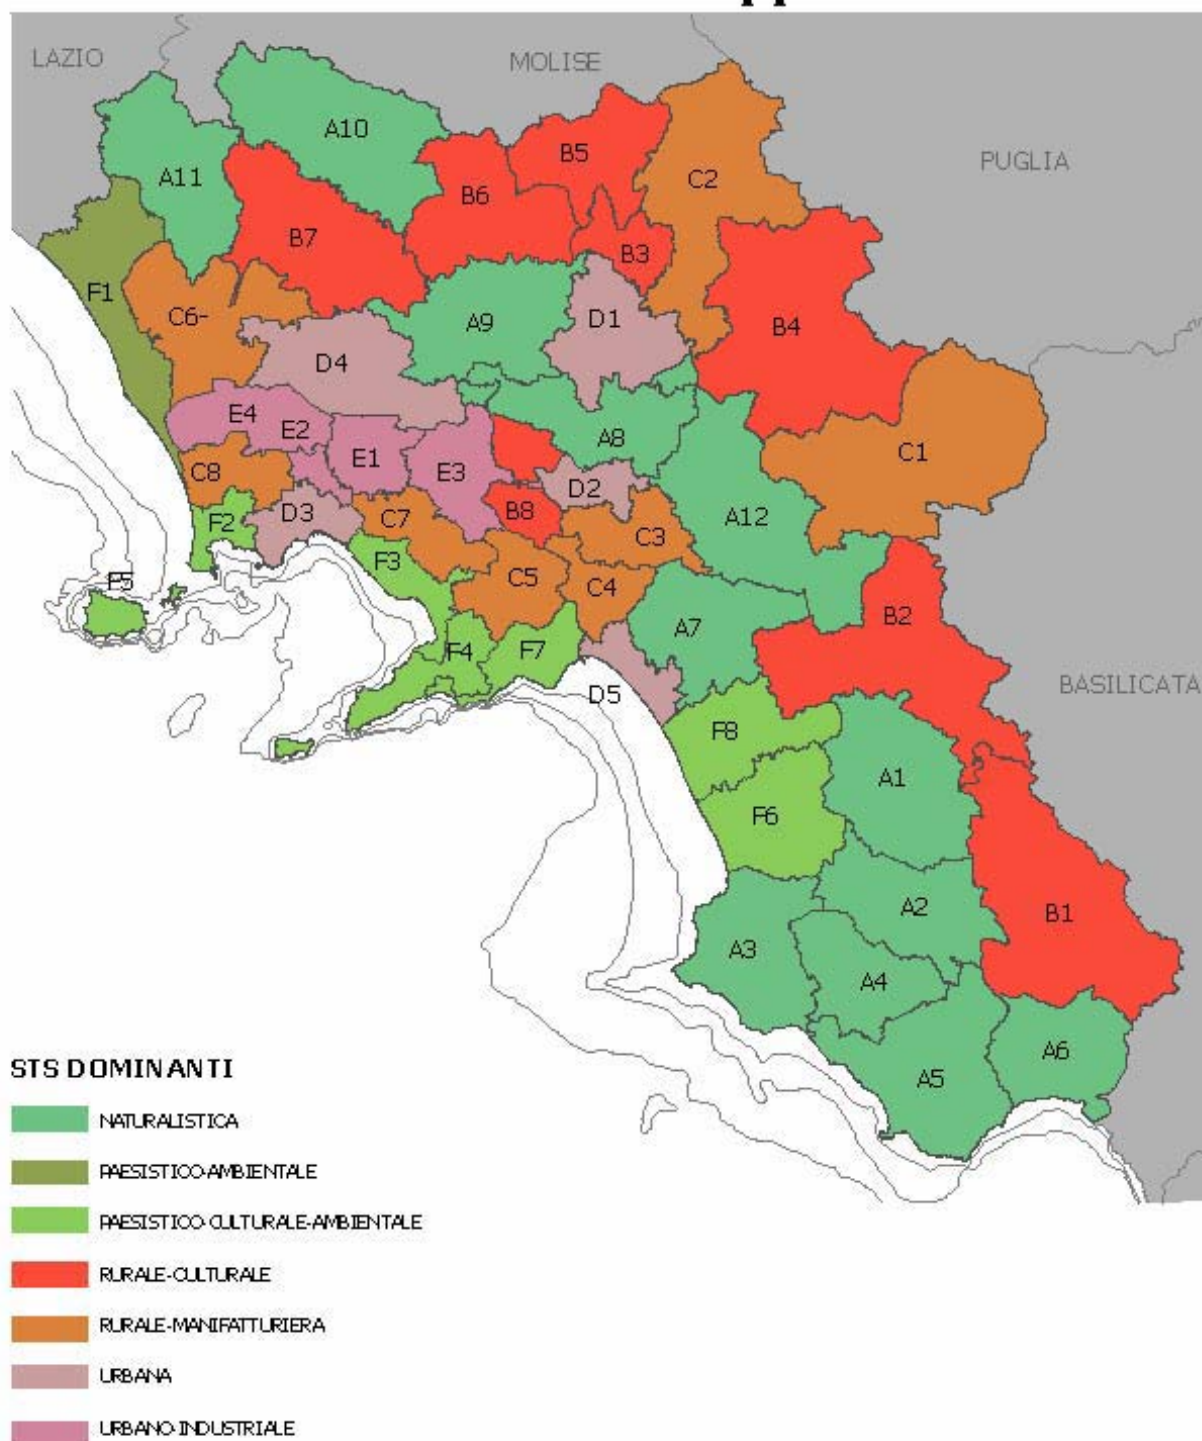 LAZIO
MOLISE
PUGLIA
BASILICATA
A10
A11
B5
B6
C2
B7
B3
F1
C6-
A9
D1
B4
D4
E4
E2
E1
E3
A8
C1
C8
D2
B8
A12
F2
D3
C7
C3
F3
F5
C5
C4
A7
B2
F4
F7
D5
F8
A1
F6
A2
B1
A3
A4
A6
A5
STS DOMINANTI
NATURALISTICA
PAESISTICO-AMBIENTALE
PAESISTICO-CULTURALE-AMBIENTALE
RURALE-CULTURALE
RURALE-MANIFATTURIERA
URBANA
URBANO-INDUSTRIALE